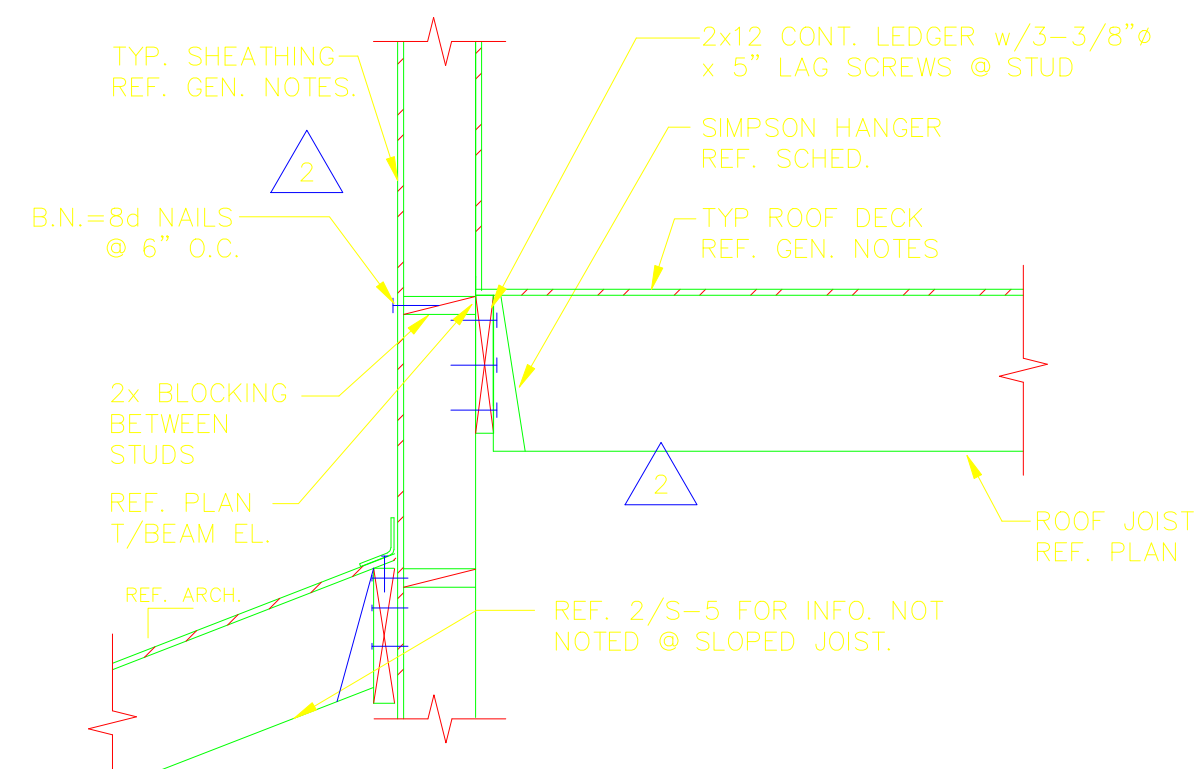 TYP. SHEATHING
REF. GEN. NOTES.
2x12 CONT. LEDGER w/3-3/8"ø
x 5" LAG SCREWS @ STUD
SIMPSON HANGER
REF. SCHED.
2
B.N.=8d NAILS
@ 6" O.C.
TYP ROOF DECK
REF. GEN. NOTES
2x BLOCKING
BETWEEN
STUDS
REF. PLAN
T/BEAM EL.
2
ROOF JOIST
REF. PLAN
REF. ARCH.
REF. 2/S-5 FOR INFO. NOT
NOTED @ SLOPED JOIST.